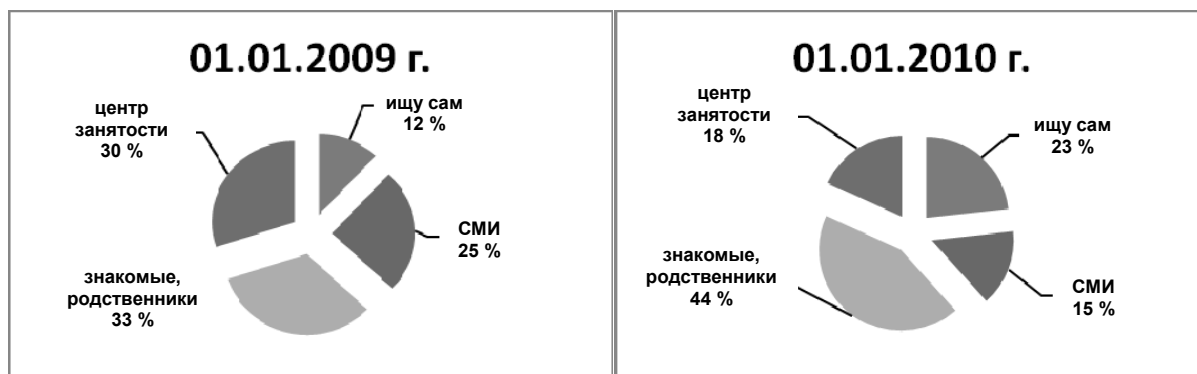 01.01.2009 г.
центр
занятости
30 %
ищу сам
12 %
СМИ
25 %
знакомые,
родственники
33 %
01.01.2010 г.
центр
занятости
18 %
ищу сам
23 %
знакомые,
родственники
44 %
СМИ
15 %